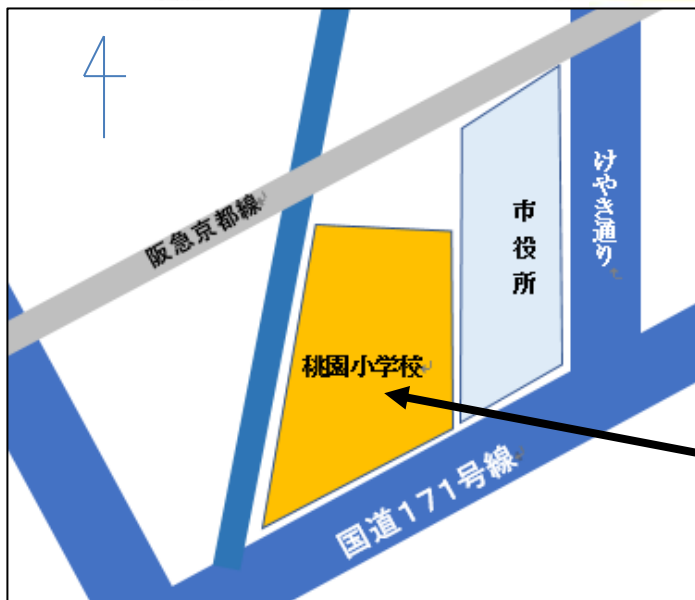 阪急京都線
市役所
けやき通り
桃園小学校
国道171号線